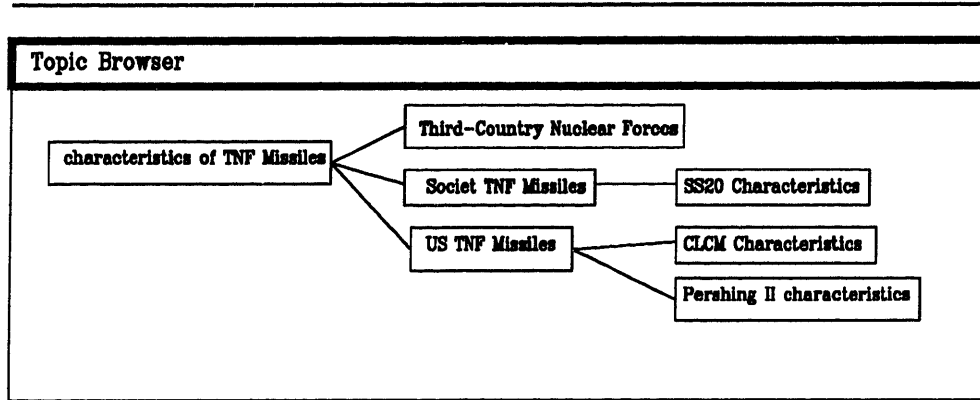 Topic Browser
Third-Country Nuclear Forces
characteristics of TNF Missiles
Societ TNF Missiles
SS20 Characteristics
US TNF Missiles
CLCM Characteristics
Pershing II characteristics